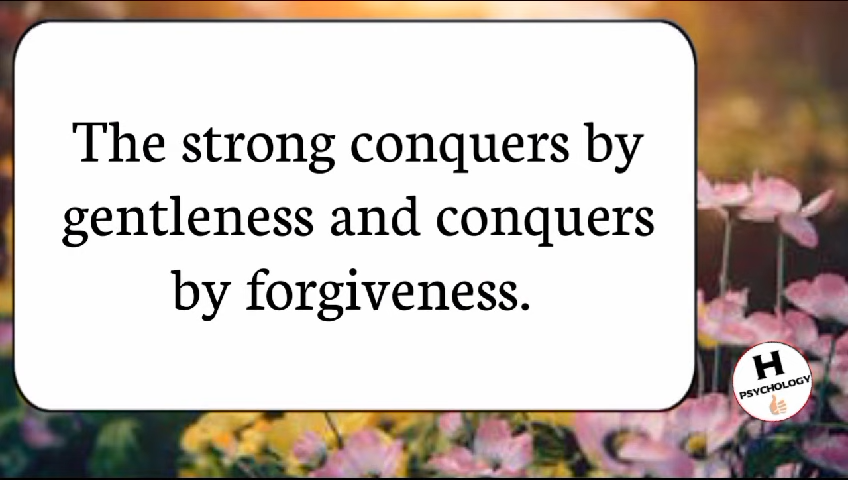 The strong conquers by
gentleness and conquers
by forgiveness.
H
PSYCHOLOGY